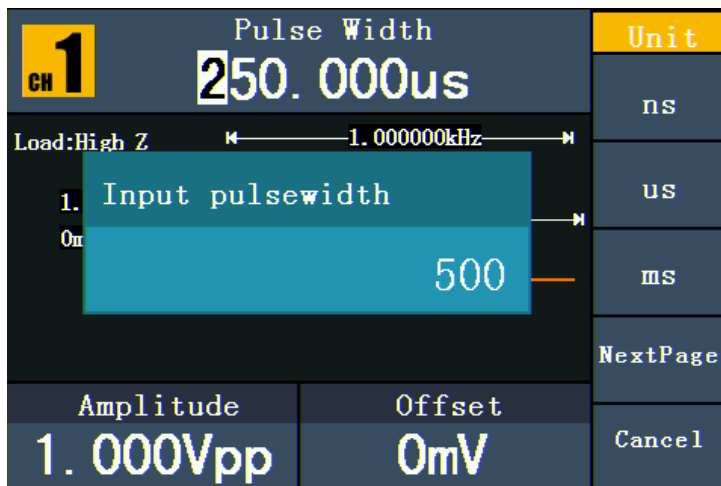 CH 1
Pulse Width
250.000us
Load:High Z
1.000000kHz
1.
0m
Input pulsewidth
500
Amplitude
1.000Vpp
Offset
0mV
Unit
ns
us
ms
NextPage
Cancel